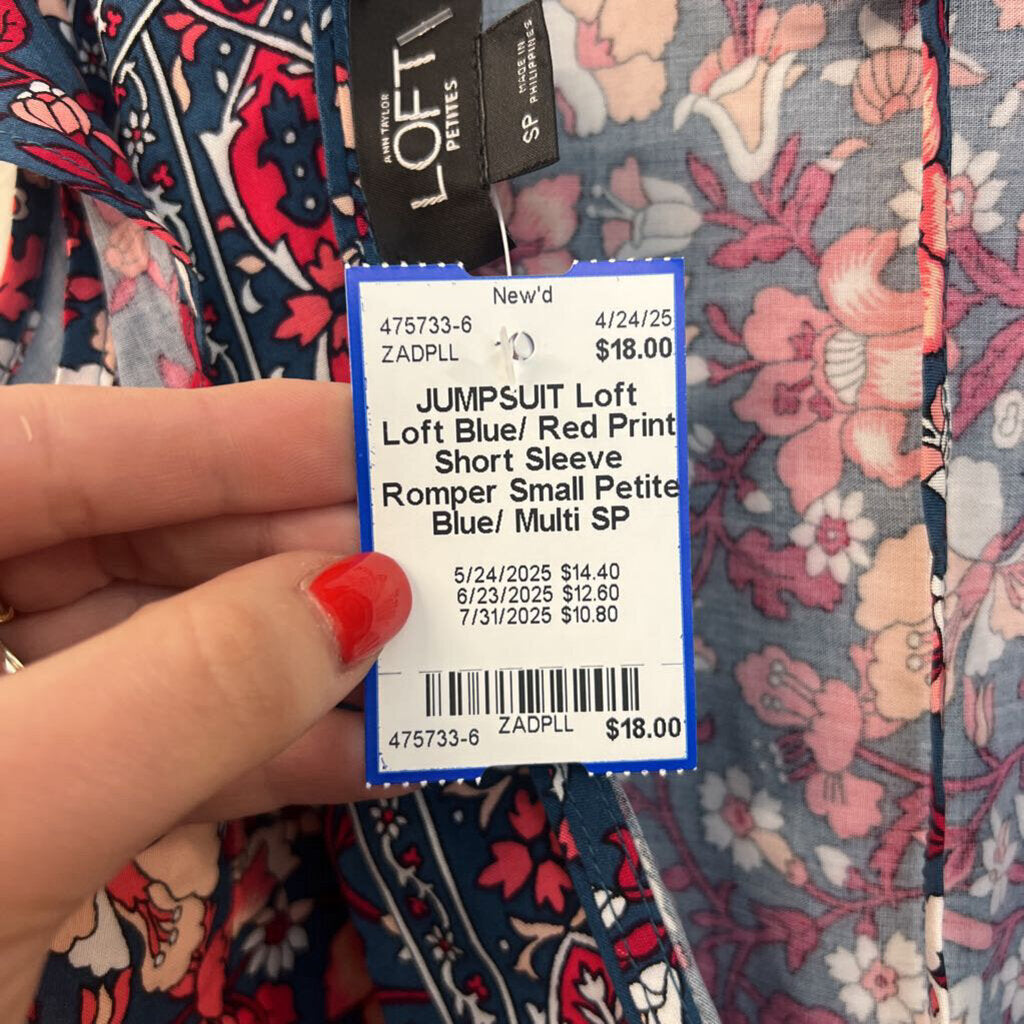 ANN TAYLOR
LOFT
PETITES
SP
MADE IN
PHILIPPINES
New'd
475733-6 4/24/25
ZADPLL $18.00
JUMPSUIT Loft
Loft Blue/ Red Print
Short Sleeve
Romper Small Petite
Blue/ Multi SP
5/24/2025 $14.40
6/23/2025 $12.60
7/31/2025 $10.80
475733-6 ZADPLL $18.00